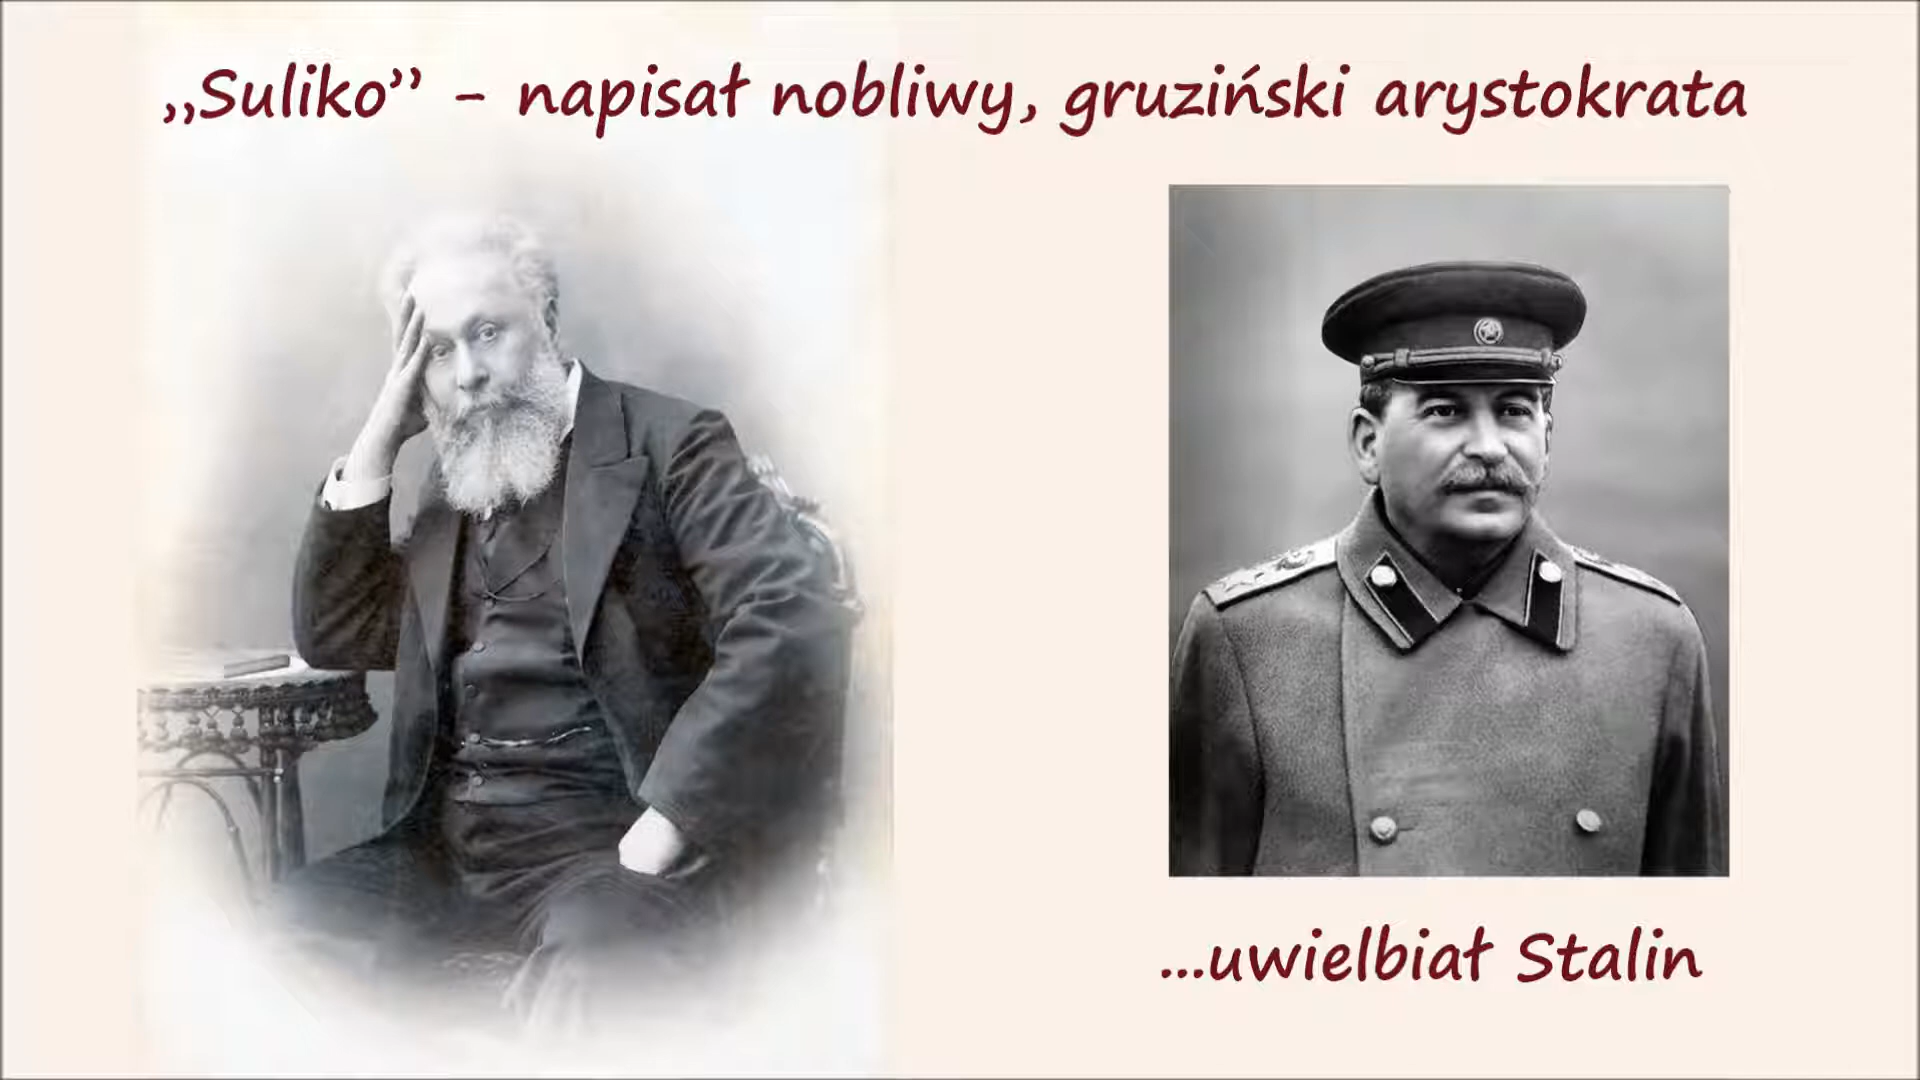 „Suliko” - napisał nobliwy, gruziński arystokrata
...uwielbiał Stalin